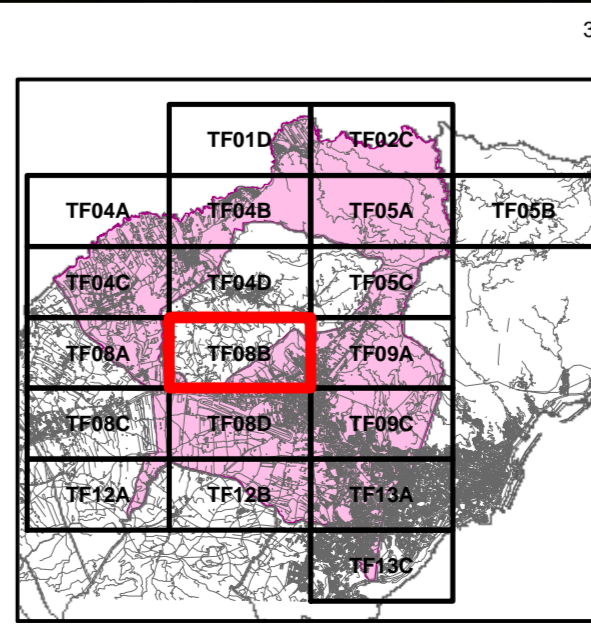 3
TF01D TF02C
TF04A TF04B TF05A TF05B
TF04C TF04D TF05C
TF08A TF08B TF09A
TF08C TF08D TF09C
TF12A TF12B TF13A
TF13C